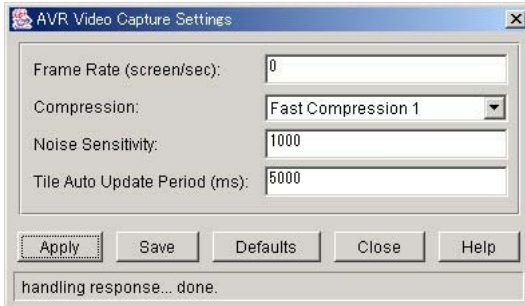 AVR Video Capture Settings
Frame Rate (screen/sec): 0
Compression: Fast Compression 1
Noise Sensitivity: 1000
Tile Auto Update Period (ms): 5000
Apply Save Defaults Close Help
handling response... done.